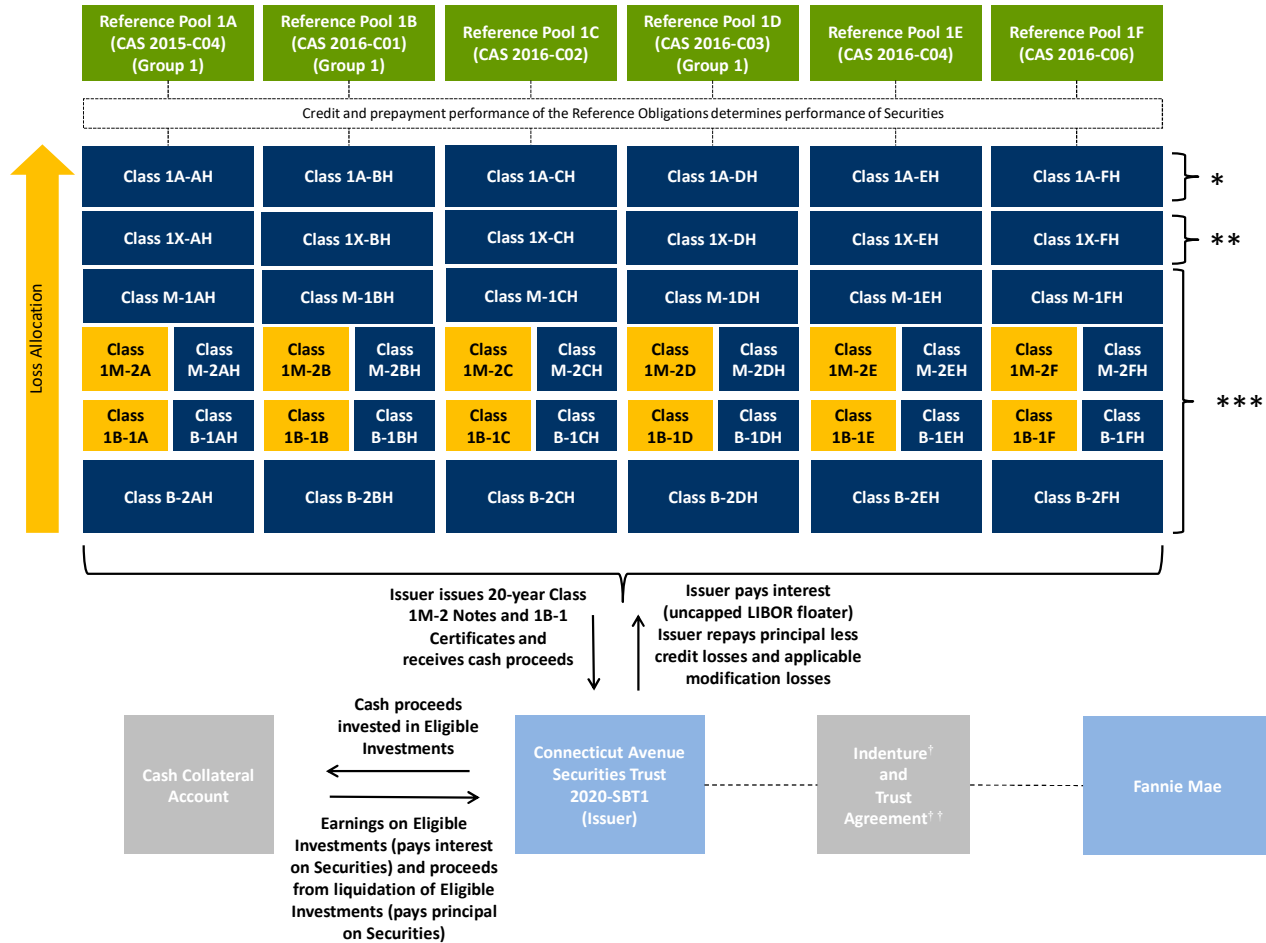 Reference Pool 1A
(CAS 2015-C04)
(Group 1)
Reference Pool 1B
(CAS 2016-C01)
(Group 1)
Reference Pool 1C
(CAS 2016-C02)
Reference Pool 1D
(CAS 2016-C03)
(Group 1)
Reference Pool 1E
(CAS 2016-C04)
Reference Pool 1F
(CAS 2016-C06)
Credit and prepayment performance of the Reference Obligations determines performance of Securities
Loss Allocation
Class 1A-AH
Class 1A-BH
Class 1A-CH
Class 1A-DH
Class 1A-EH
Class 1A-FH
*
Class 1X-AH
Class 1X-BH
Class 1X-CH
Class 1X-DH
Class 1X-EH
Class 1X-FH
**
Class M-1AH
Class M-1BH
Class M-1CH
Class M-1DH
Class M-1EH
Class M-1FH
Class
1M-2A
Class
M-2AH
Class
1M-2B
Class
M-2BH
Class
1M-2C
Class
M-2CH
Class
1M-2D
Class
M-2DH
Class
1M-2E
Class
M-2EH
Class
1M-2F
Class
M-2FH
***
Class
1B-1A
Class
B-1AH
Class
1B-1B
Class
B-1BH
Class
1B-1C
Class
B-1CH
Class
1B-1D
Class
B-1DH
Class
1B-1E
Class
B-1EH
Class
1B-1F
Class
B-1FH
Class B-2AH
Class B-2BH
Class B-2CH
Class B-2DH
Class B-2EH
Class B-2FH
Issuer issues 20-year Class
1M-2 Notes and 1B-1
Certificates and
receives cash proceeds
Issuer pays interest
(uncapped LIBOR floater)
Issuer repays principal less
credit losses and applicable
modification losses
Cash proceeds
invested in Eligible
Investments
Cash Collateral
Account
Earnings on Eligible
Investments (pays interest
on Securities) and proceeds
from liquidation of Eligible
Investments (pays principal
on Securities)
Connecticut Avenue
Securities Trust
2020-SBT1
(Issuer)
Indenture†
and
Trust
Agreement† †
Fannie Mae